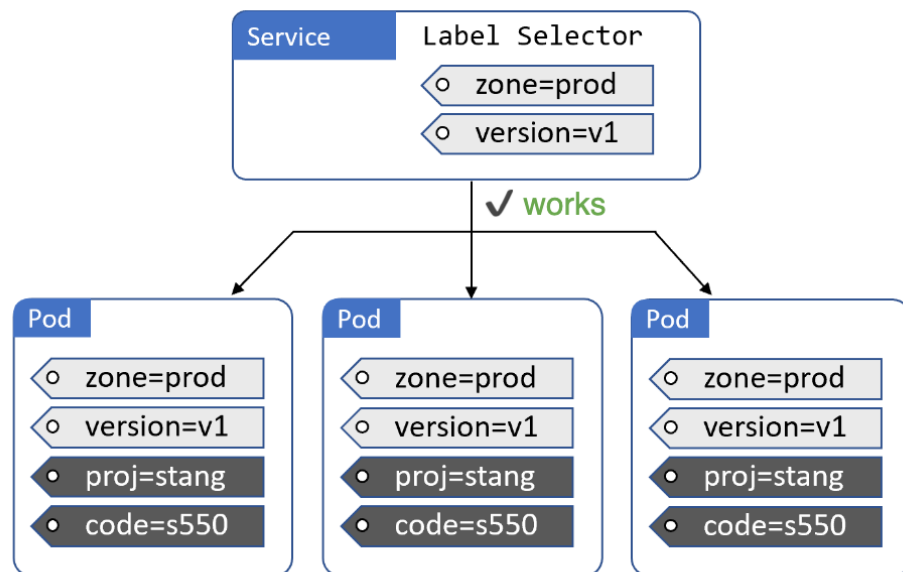 Service
Label Selector
zone=prod
version=v1
✓ works
Pod
zone=prod
version=v1
proj=stang
code=s550
Pod
zone=prod
version=v1
proj=stang
code=s550
Pod
zone=prod
version=v1
proj=stang
code=s550